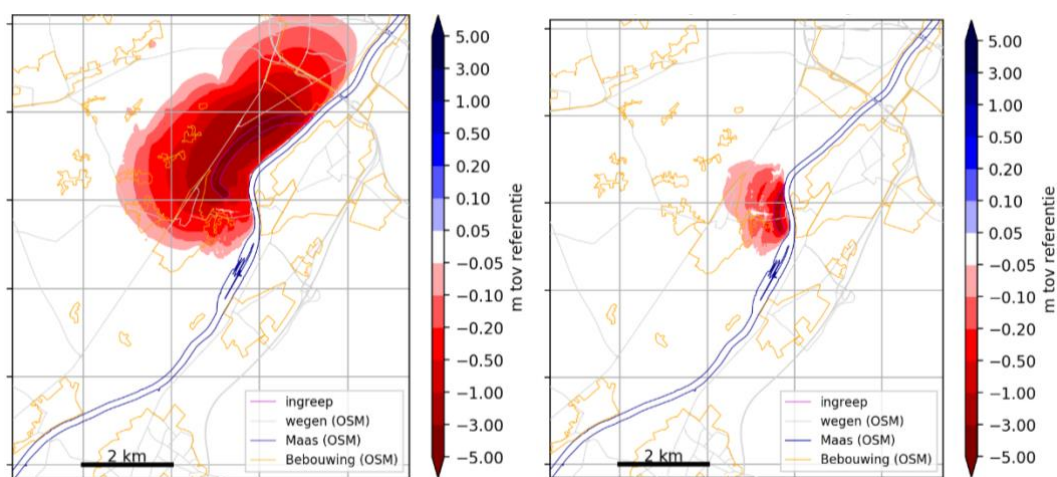 5.00
3.00
1.00
0.50
0.20
0.10
0.05
−0.05
−0.10
−0.20
−0.50
−1.00
−3.00
−5.00
m tov referentie
ingreep
wegen (OSM)
Maas (OSM)
Bebouwing (OSM)
2 km
5.00
3.00
1.00
0.50
0.20
0.10
0.05
−0.05
−0.10
−0.20
−0.50
−1.00
−3.00
−5.00
m tov referentie
ingreep
wegen (OSM)
Maas (OSM)
Bebouwing (OSM)
2 km